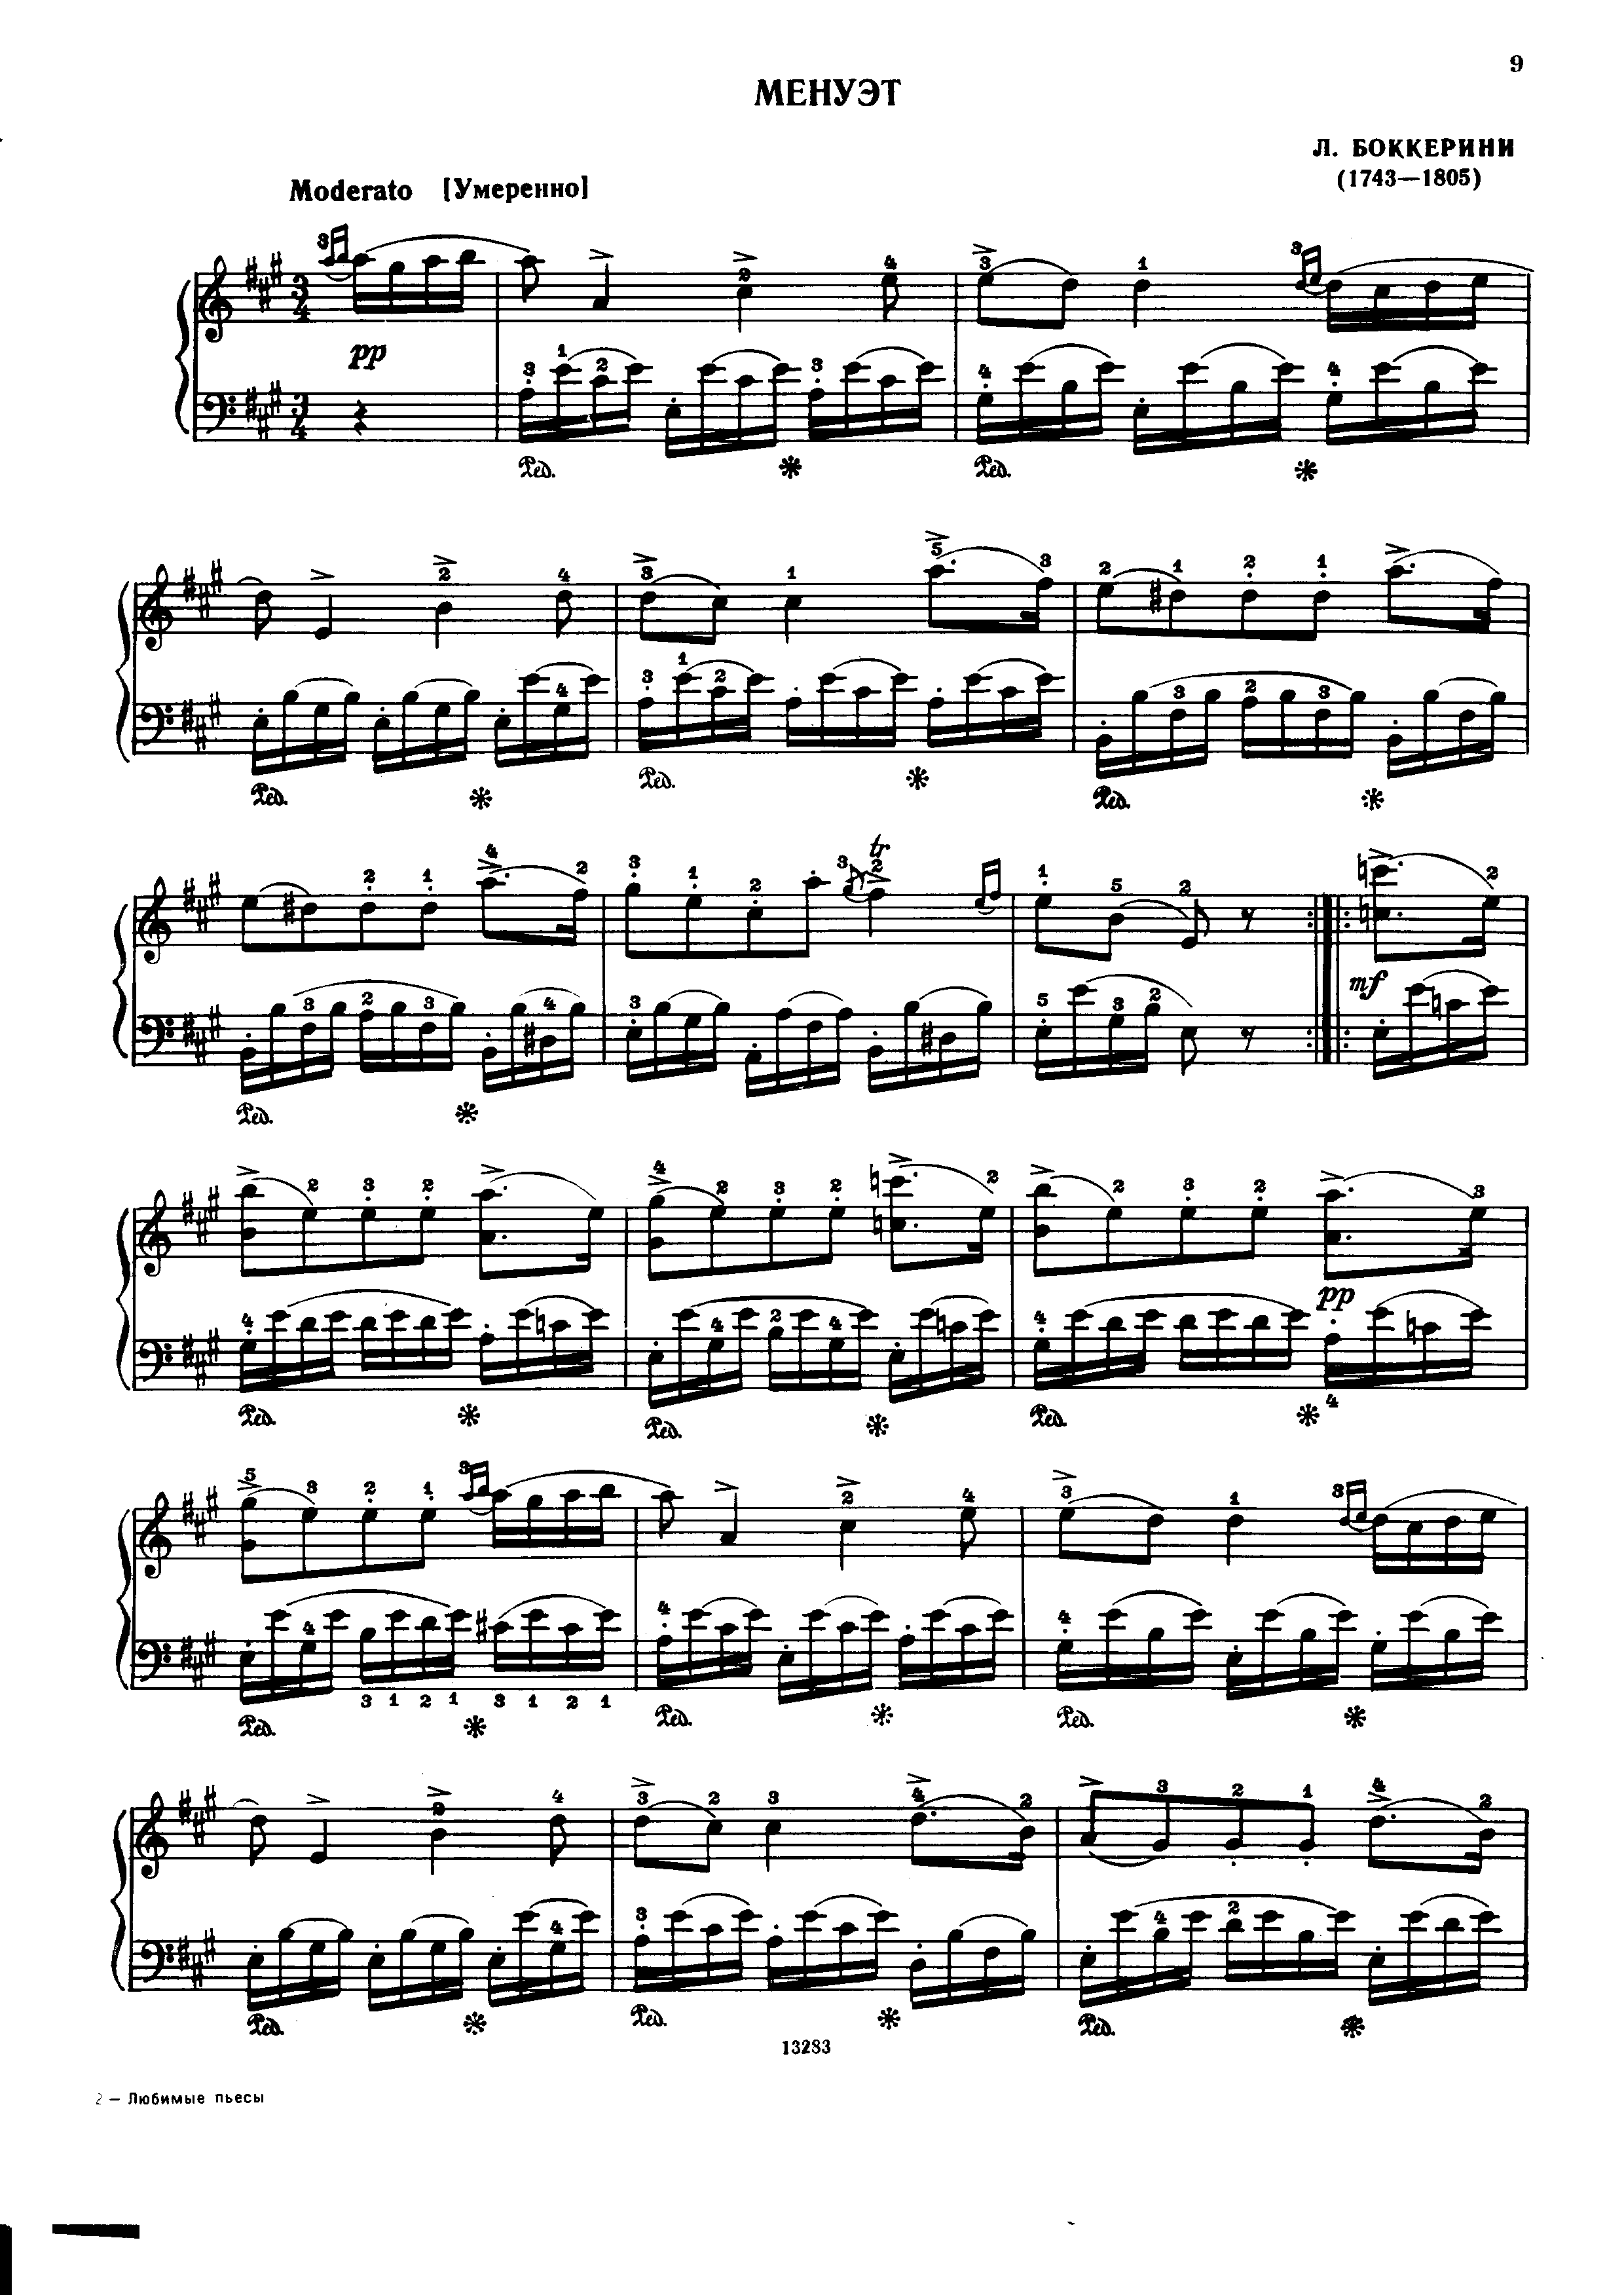 9
МЕНУЭТ
Л. БОККЕРИНИ
(1743—1805)
Moderato [Умеренно]
pp
mf
pp
13283
2 — Любимые пьесы